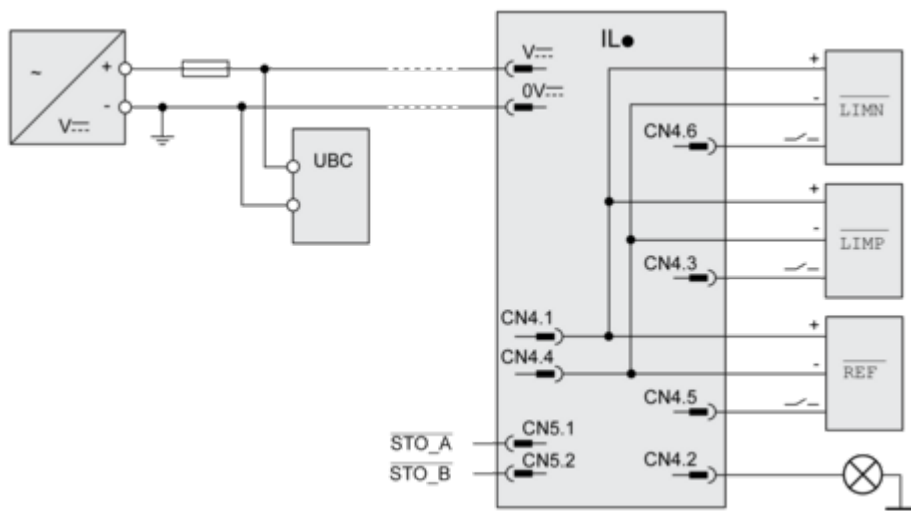 ~
+
-
V⎓
UBC
IL●
V⎓
0V⎓
CN4.6
CN4.3
CN4.1
CN4.4
CN4.5
CN5.1
CN5.2
CN4.2
STO_A
STO_B
+
-
LIMN
+
-
LIMP
+
-
REF